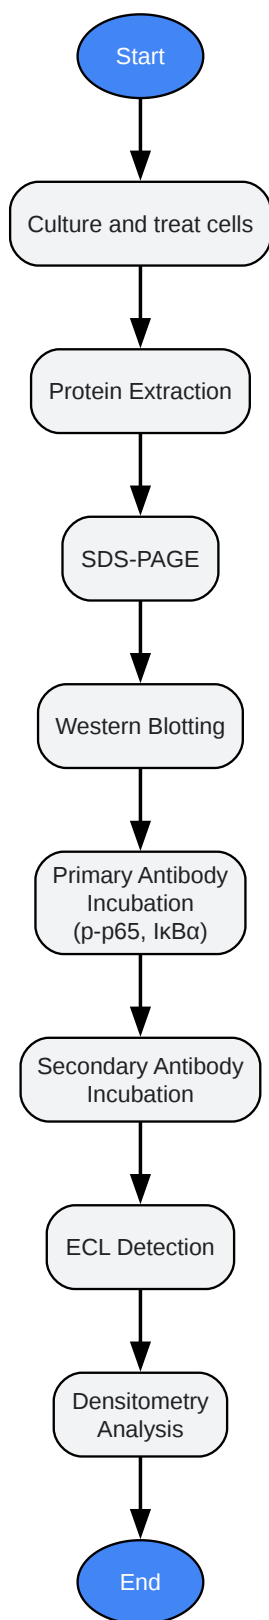 Start
Culture and treat cells
Protein Extraction
SDS-PAGE
Western Blotting
Primary Antibody
Incubation
(p-p65, IκBα)
Secondary Antibody
Incubation
ECL Detection
Densitometry
Analysis
End